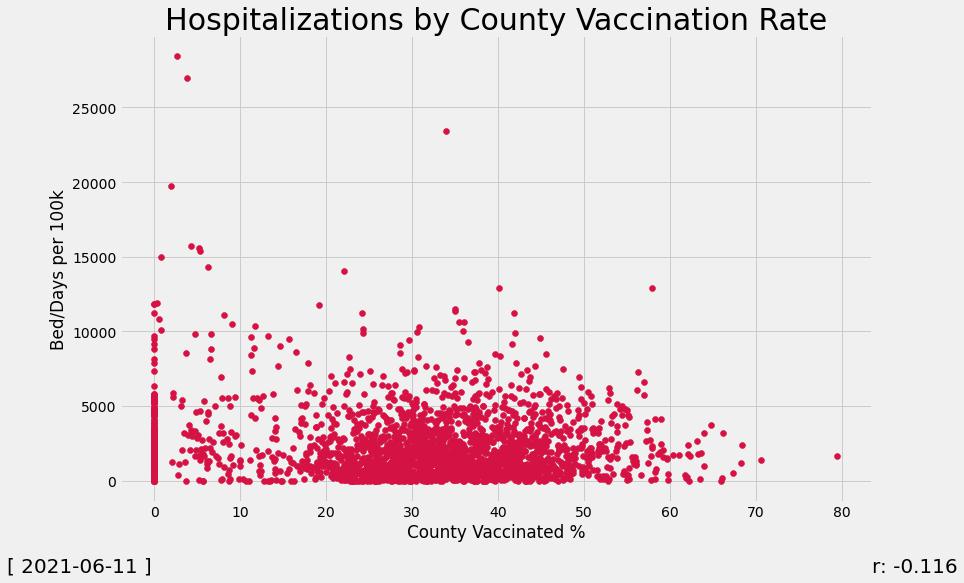 Hospitalizations by County Vaccination Rate
25000
20000
15000
10000
5000
0
Bed/Days per 100k
0 10 20 30 40 50 60 70 80
County Vaccinated %
[ 2021-06-11 ]
r: -0.116